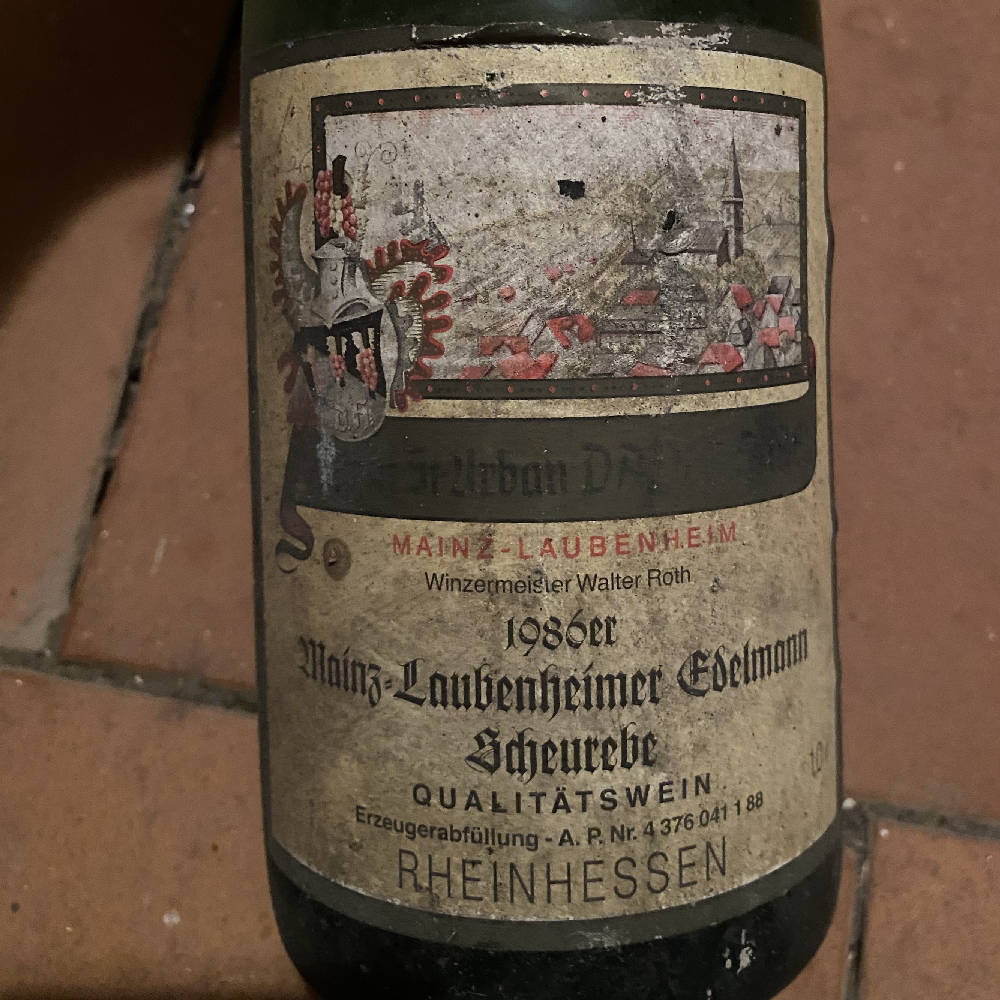 Urban
MAINZ-LAUBENHEIM
Winzermeister Walter Roth
1986er
Mainz-Laubenheimer Edelmann
Scheurebe
QUALITÄTSWEIN
Erzeugerabfüllung - A. P. Nr. 4 376 041 1 88
RHEINHESSEN